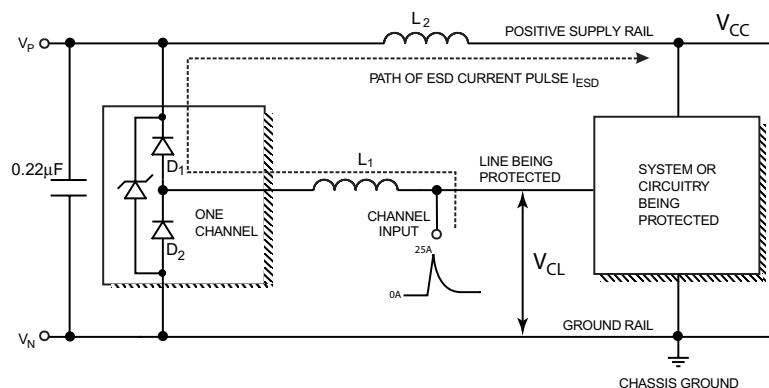 L2
POSITIVE SUPPLY RAIL
VCC
VP
PATH OF ESD CURRENT PULSE IESD
D1
L1
0.22µF
LINE BEING
PROTECTED
SYSTEM OR
CIRCUITRY
BEING
PROTECTED
ONE
CHANNEL
D2
CHANNEL
INPUT
25A
0A
VCL
VN
GROUND RAIL
CHASSIS GROUND